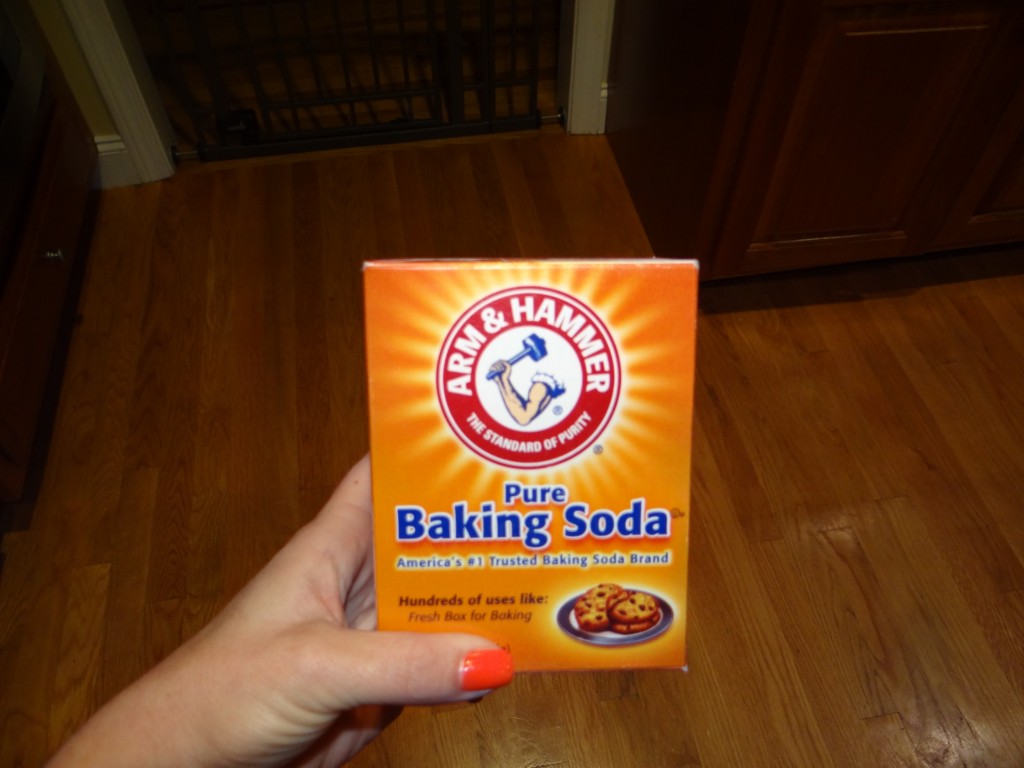 ARM & HAMMER
THE STANDARD OF PURITY
®
®
Pure
Baking Soda
America's #1 Trusted Baking Soda Brand
Hundreds of uses like:
Fresh Box for Baking